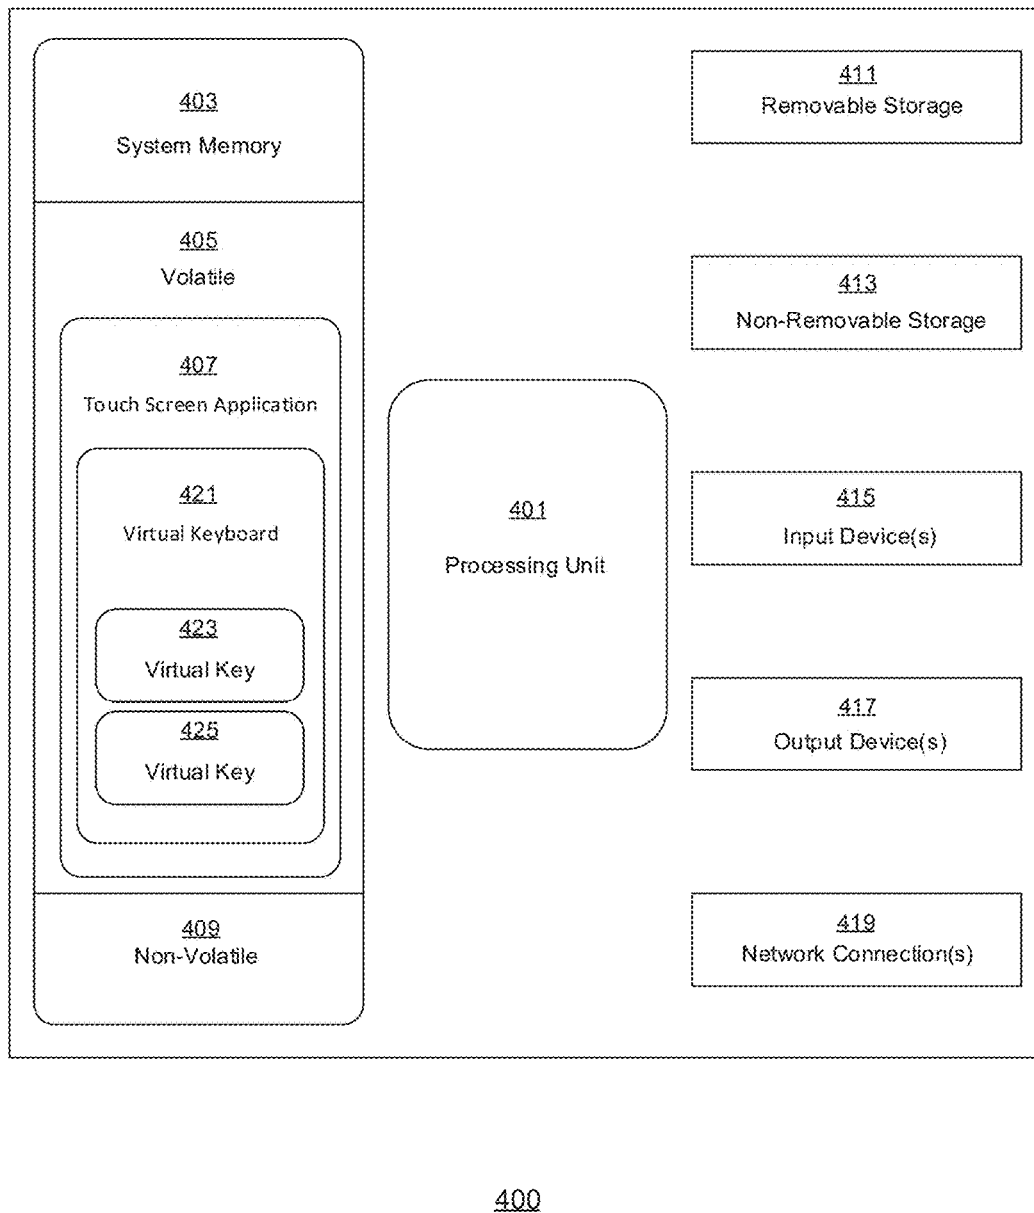 403
System Memory
405
Volatile
407
Touch Screen Application
421
Virtual Keyboard
423
Virtual Key
425
Virtual Key
409
Non-Volatile
401
Processing Unit
411
Removable Storage
413
Non-Removable Storage
415
Input Device(s)
417
Output Device(s)
419
Network Connection(s)
400